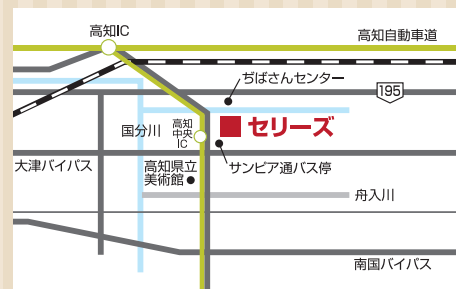 高知IC
高知自動車道
ぢばさんセンター
195
国分川
高知
中央
IC
セリーズ
大津バイパス
高知県立
美術館
サンピア通バス停
舟入川
南国バイパス